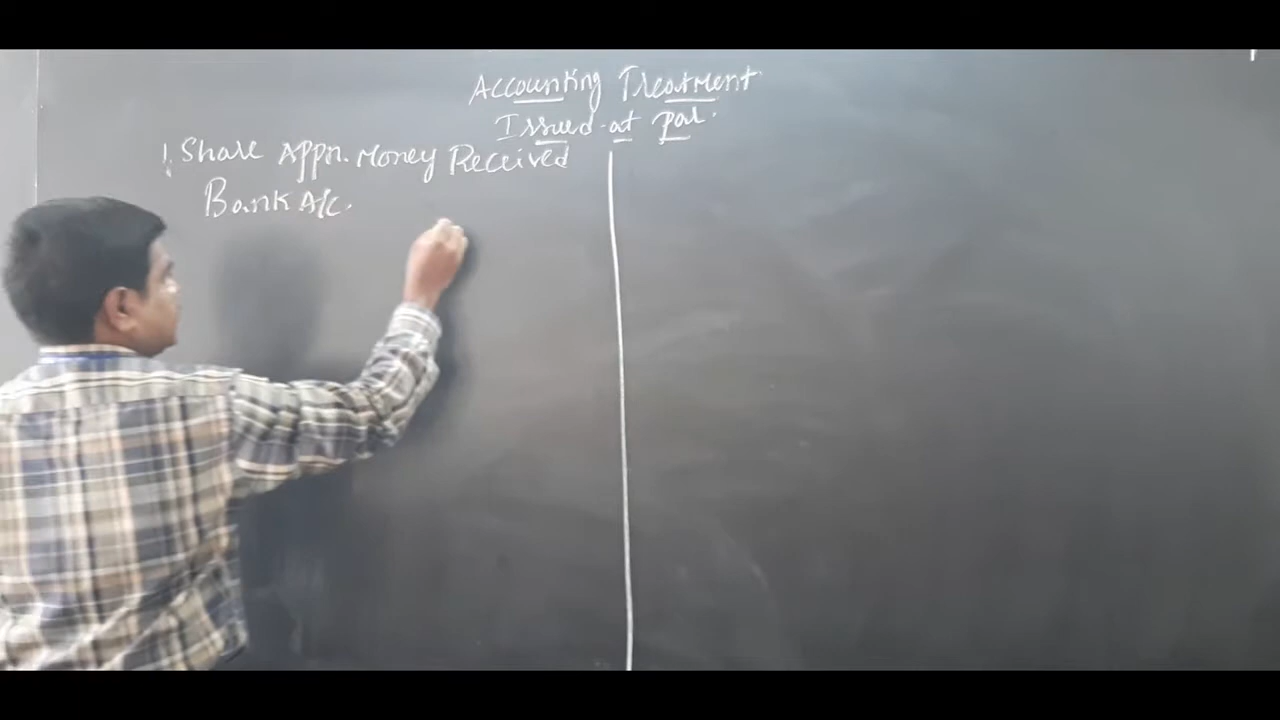 Accounting Treatment
Issued at par.
1. Share Appn. Money Received
Bank A/c.